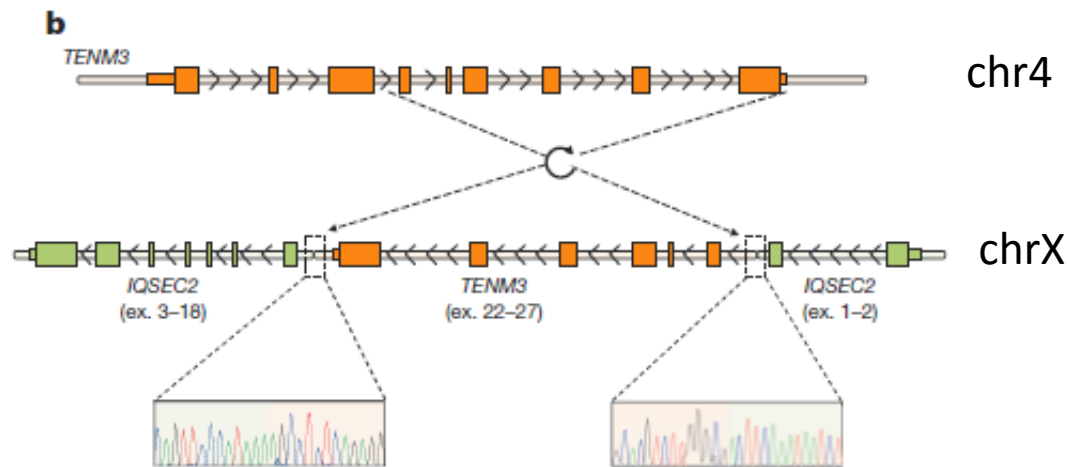 b
TENM3
chr4
chrX
IQSEC2
(ex. 3–18)
TENM3
(ex. 22–27)
IQSEC2
(ex. 1–2)